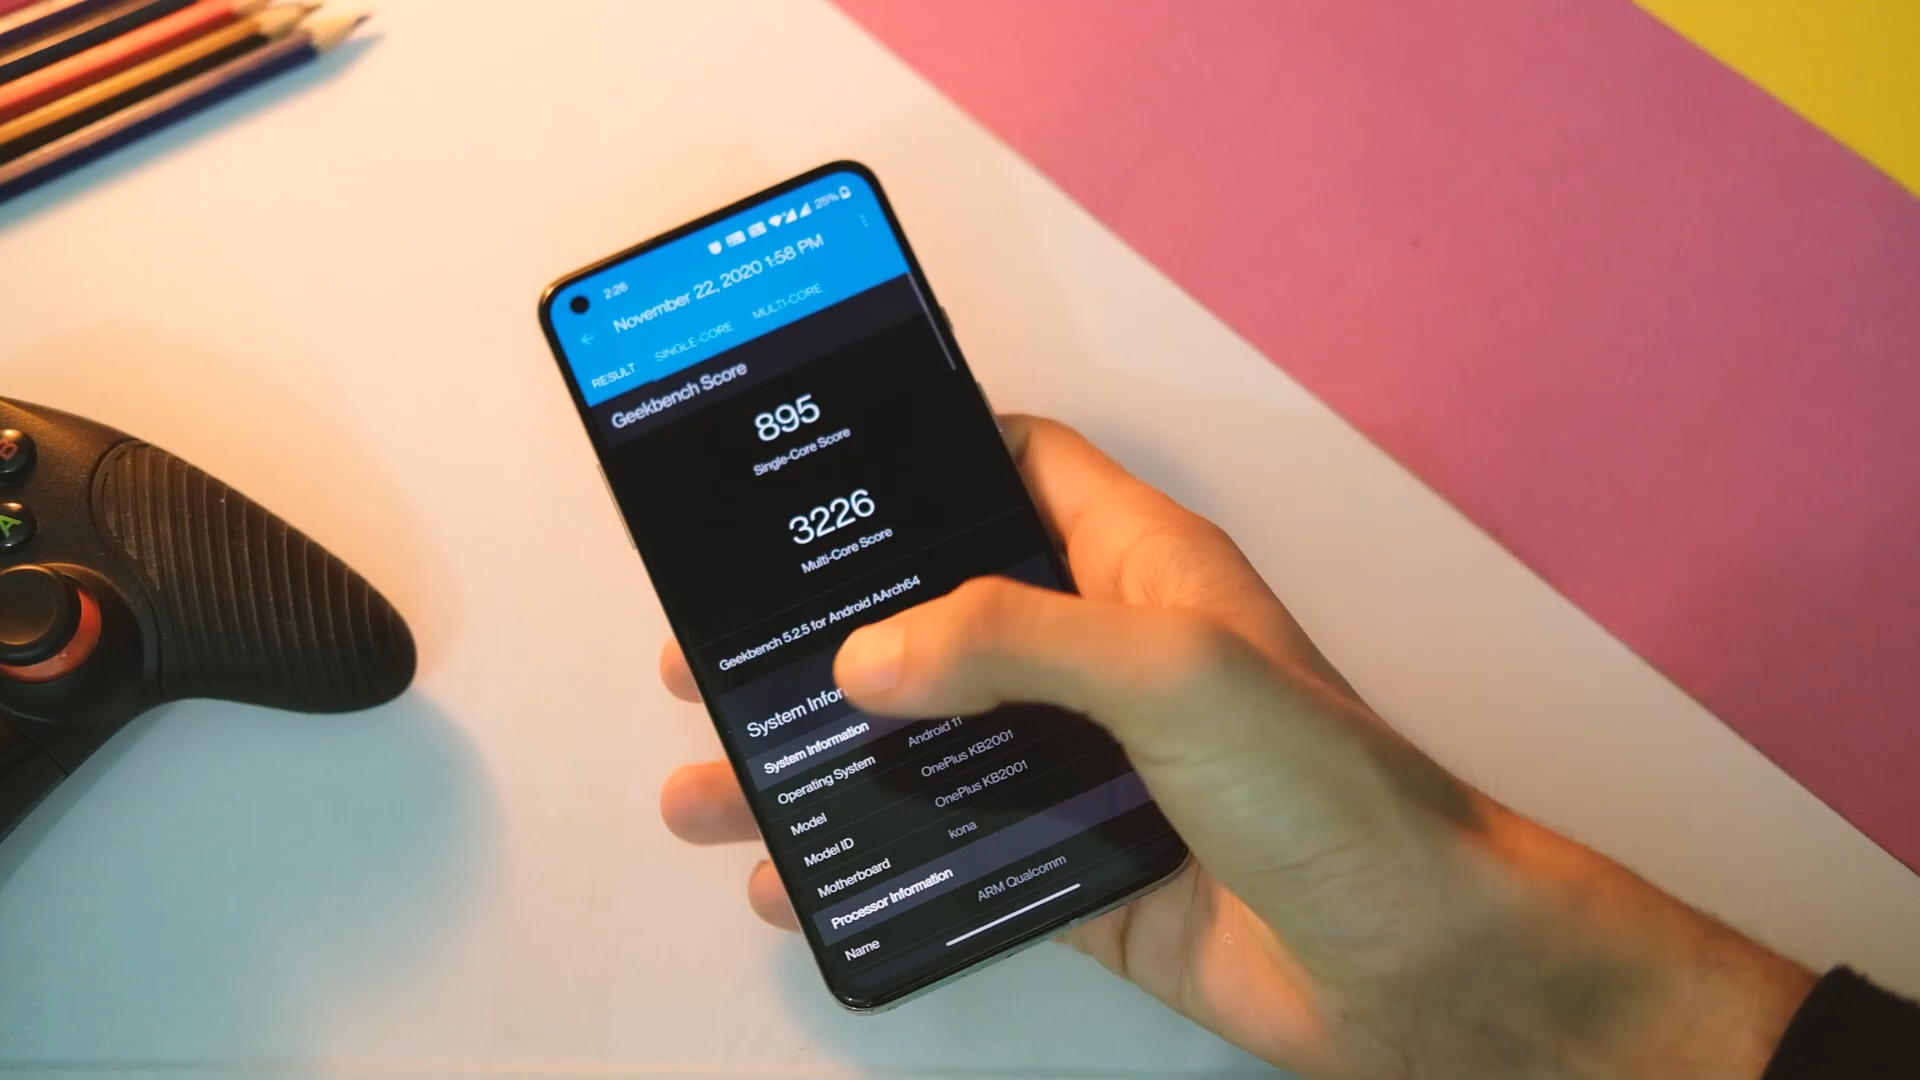 2:26 25%
November 22, 2020 1:58 PM
RESULT SINGLE-CORE MULTI-CORE
Geekbench Score
895
Single-Core Score
3226
Multi-Core Score
Geekbench 5.2.5 for Android AArch64
System Infor
System Information
Operating System Android 11
Model OnePlus KB2001
Model ID OnePlus KB2001
Motherboard kona
Processor Information
Name ARM Qualcomm
B
A